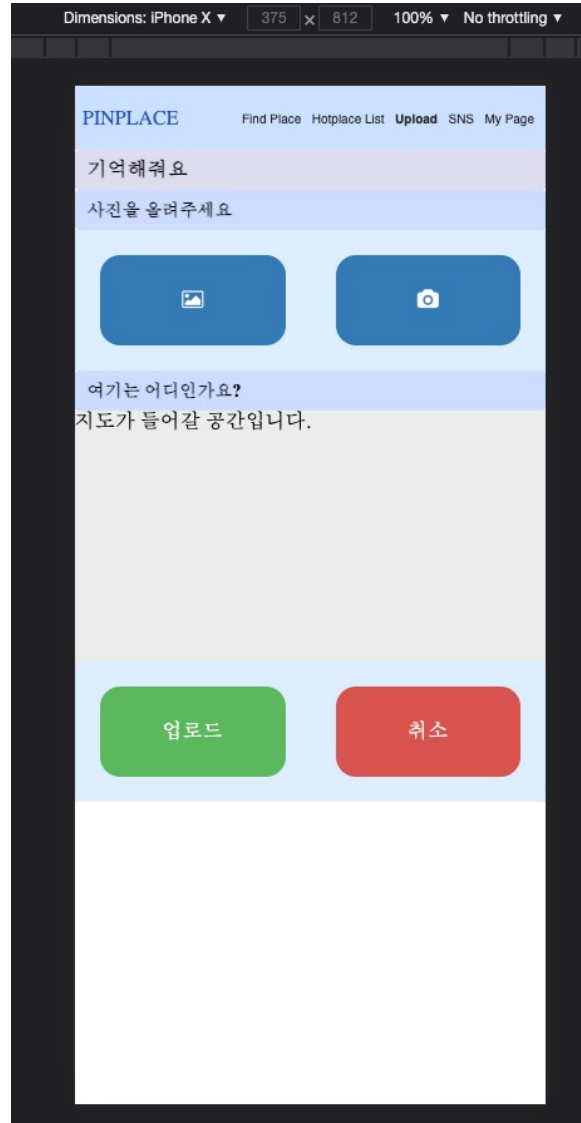 Dimensions: iPhone X ▼ 375 x 812 100% ▼ No throttling ▼
PINPLACE Find Place Hotplace List Upload SNS My Page
기억해줘요
사진을 올려주세요
여기는 어디인가요?
지도가 들어갈 공간입니다.
업로드 취소